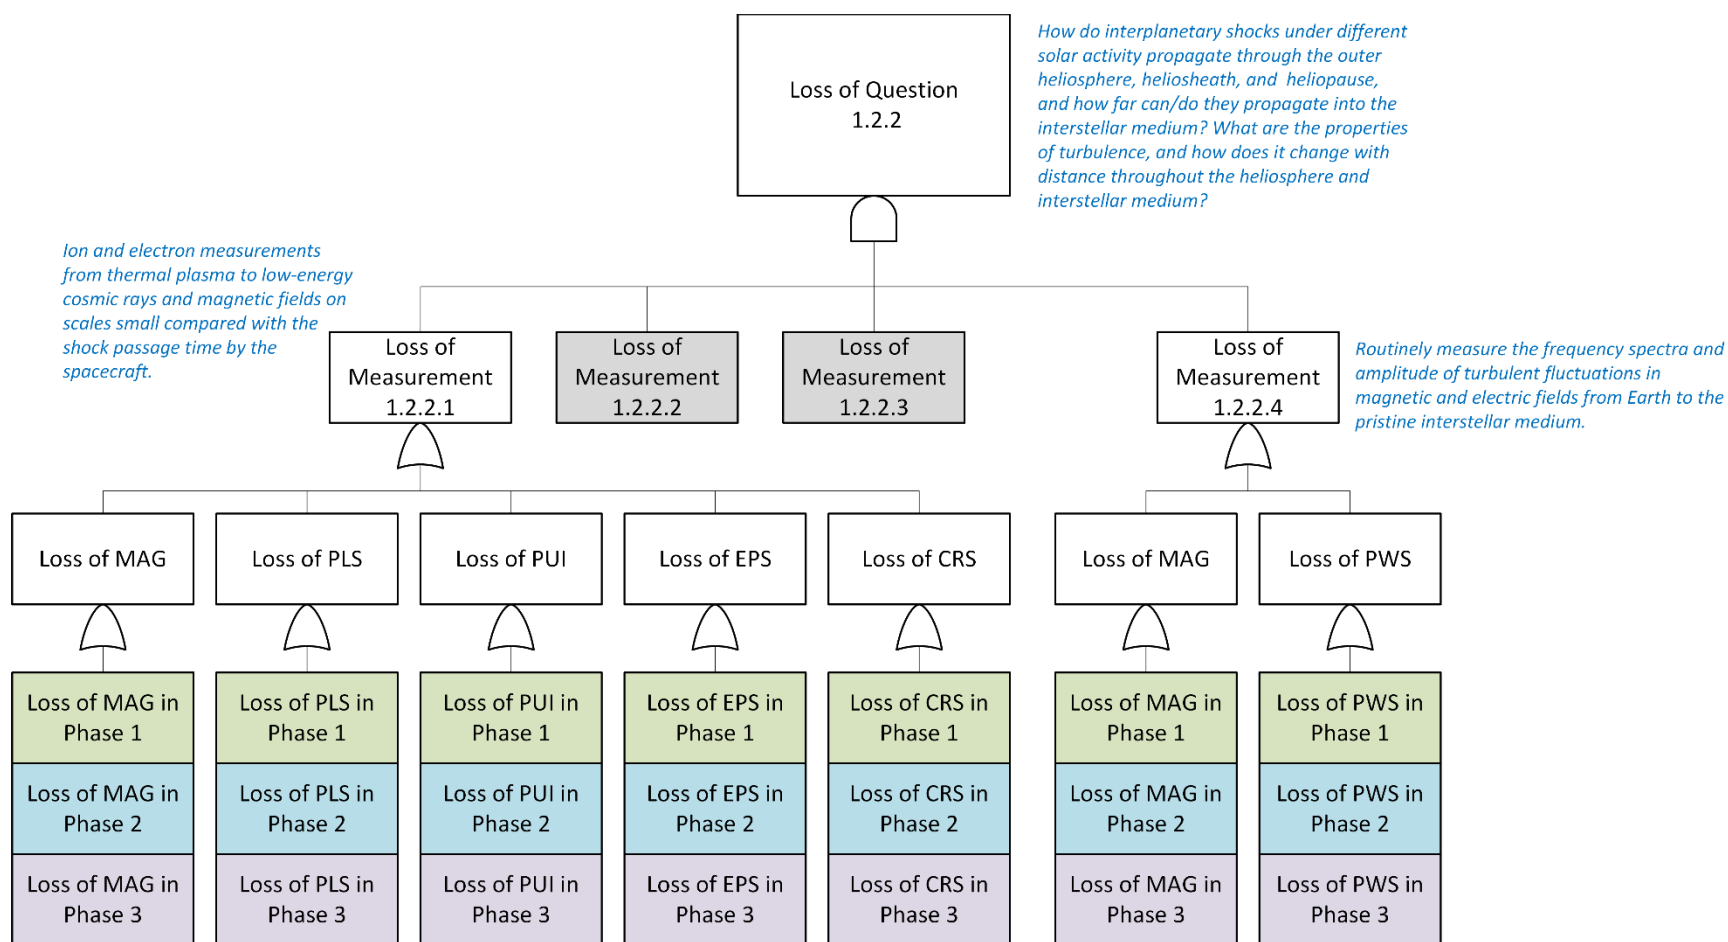 Loss of Question
1.2.2
How do interplanetary shocks under different
solar activity propagate through the outer
heliosphere, heliosheath, and heliopause,
and how far can/do they propagate into the
interstellar medium? What are the properties
of turbulence, and how does it change with
distance throughout the heliosphere and
interstellar medium?
Ion and electron measurements
from thermal plasma to low-energy
cosmic rays and magnetic fields on
scales small compared with the
shock passage time by the
spacecraft.
Loss of
Measurement
1.2.2.1
Loss of
Measurement
1.2.2.2
Loss of
Measurement
1.2.2.3
Loss of
Measurement
1.2.2.4
Routinely measure the frequency spectra and
amplitude of turbulent fluctuations in
magnetic and electric fields from Earth to the
pristine interstellar medium.
Loss of MAG
Loss of PLS
Loss of PUI
Loss of EPS
Loss of CRS
Loss of MAG
Loss of PWS
Loss of MAG in
Phase 1
Loss of PLS in
Phase 1
Loss of PUI in
Phase 1
Loss of EPS in
Phase 1
Loss of CRS in
Phase 1
Loss of MAG in
Phase 1
Loss of PWS in
Phase 1
Loss of MAG in
Phase 2
Loss of PLS in
Phase 2
Loss of PUI in
Phase 2
Loss of EPS in
Phase 2
Loss of CRS in
Phase 2
Loss of MAG in
Phase 2
Loss of PWS in
Phase 2
Loss of MAG in
Phase 3
Loss of PLS in
Phase 3
Loss of PUI in
Phase 3
Loss of EPS in
Phase 3
Loss of CRS in
Phase 3
Loss of MAG in
Phase 3
Loss of PWS in
Phase 3